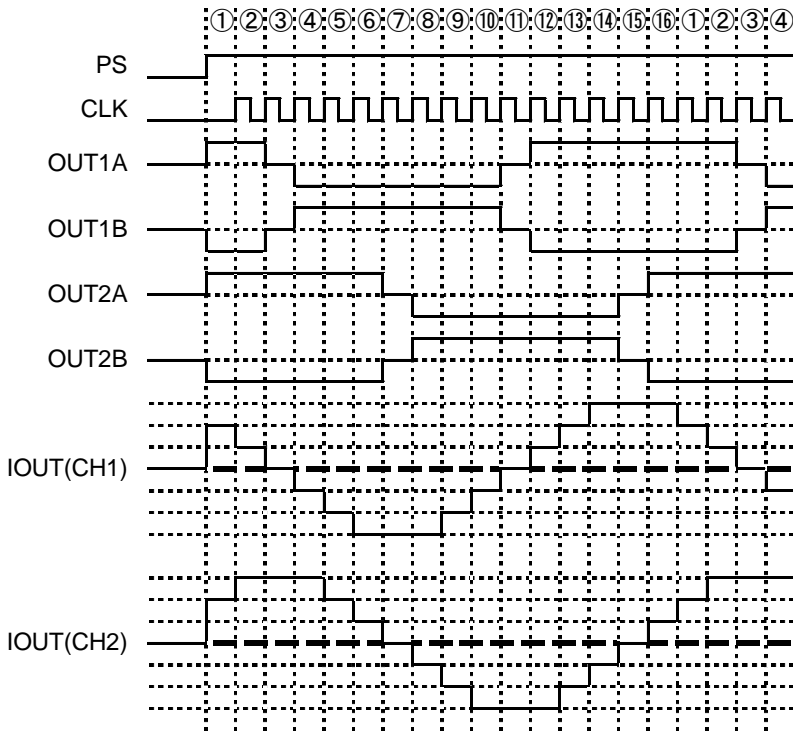 ①②③④⑤⑥⑦⑧⑨⑩⑪⑫⑬⑭⑮⑯①②③④
PS
CLK
OUT1A
OUT1B
OUT2A
OUT2B
IOUT(CH1)
IOUT(CH2)